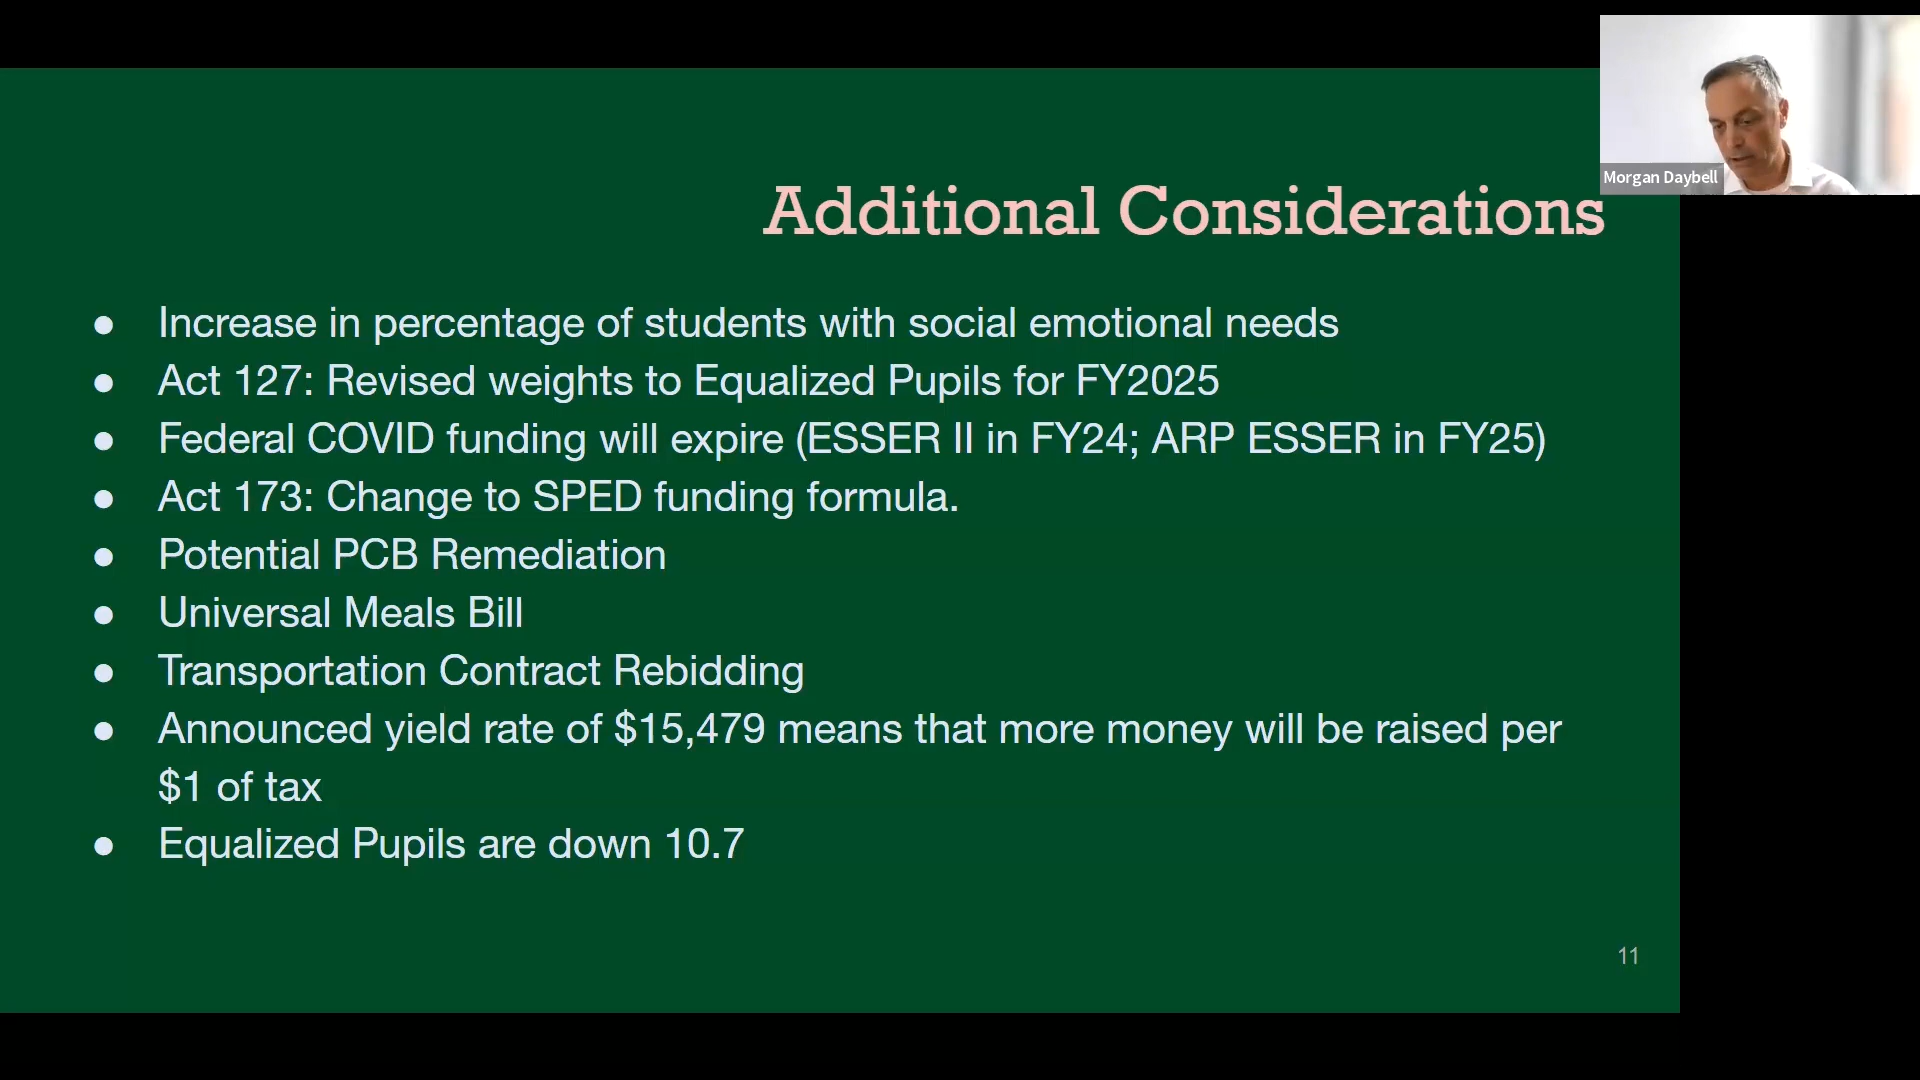 Morgan Daybell
Additional Considerations
● Increase in percentage of students with social emotional needs
● Act 127: Revised weights to Equalized Pupils for FY2025
● Federal COVID funding will expire (ESSER II in FY24; ARP ESSER in FY25)
● Act 173: Change to SPED funding formula.
● Potential PCB Remediation
● Universal Meals Bill
● Transportation Contract Rebidding
● Announced yield rate of $15,479 means that more money will be raised per
$1 of tax
● Equalized Pupils are down 10.7
11